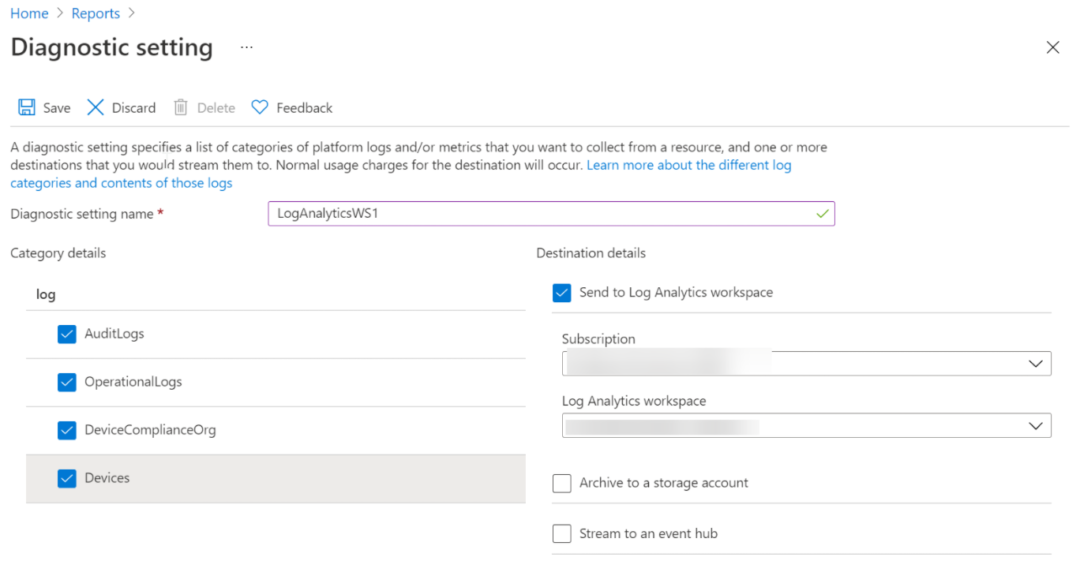 Home > Reports >
Diagnostic setting ...
Save Discard Delete Feedback
A diagnostic setting specifies a list of categories of platform logs and/or metrics that you want to collect from a resource, and one or more
destinations that you would stream them to. Normal usage charges for the destination will occur. Learn more about the different log
categories and contents of those logs
Diagnostic setting name * LogAnalyticsWS1
Category details
Destination details
log
Send to Log Analytics workspace
AuditLogs
Subscription
OperationalLogs
Log Analytics workspace
DeviceComplianceOrg
Devices
Archive to a storage account
Stream to an event hub